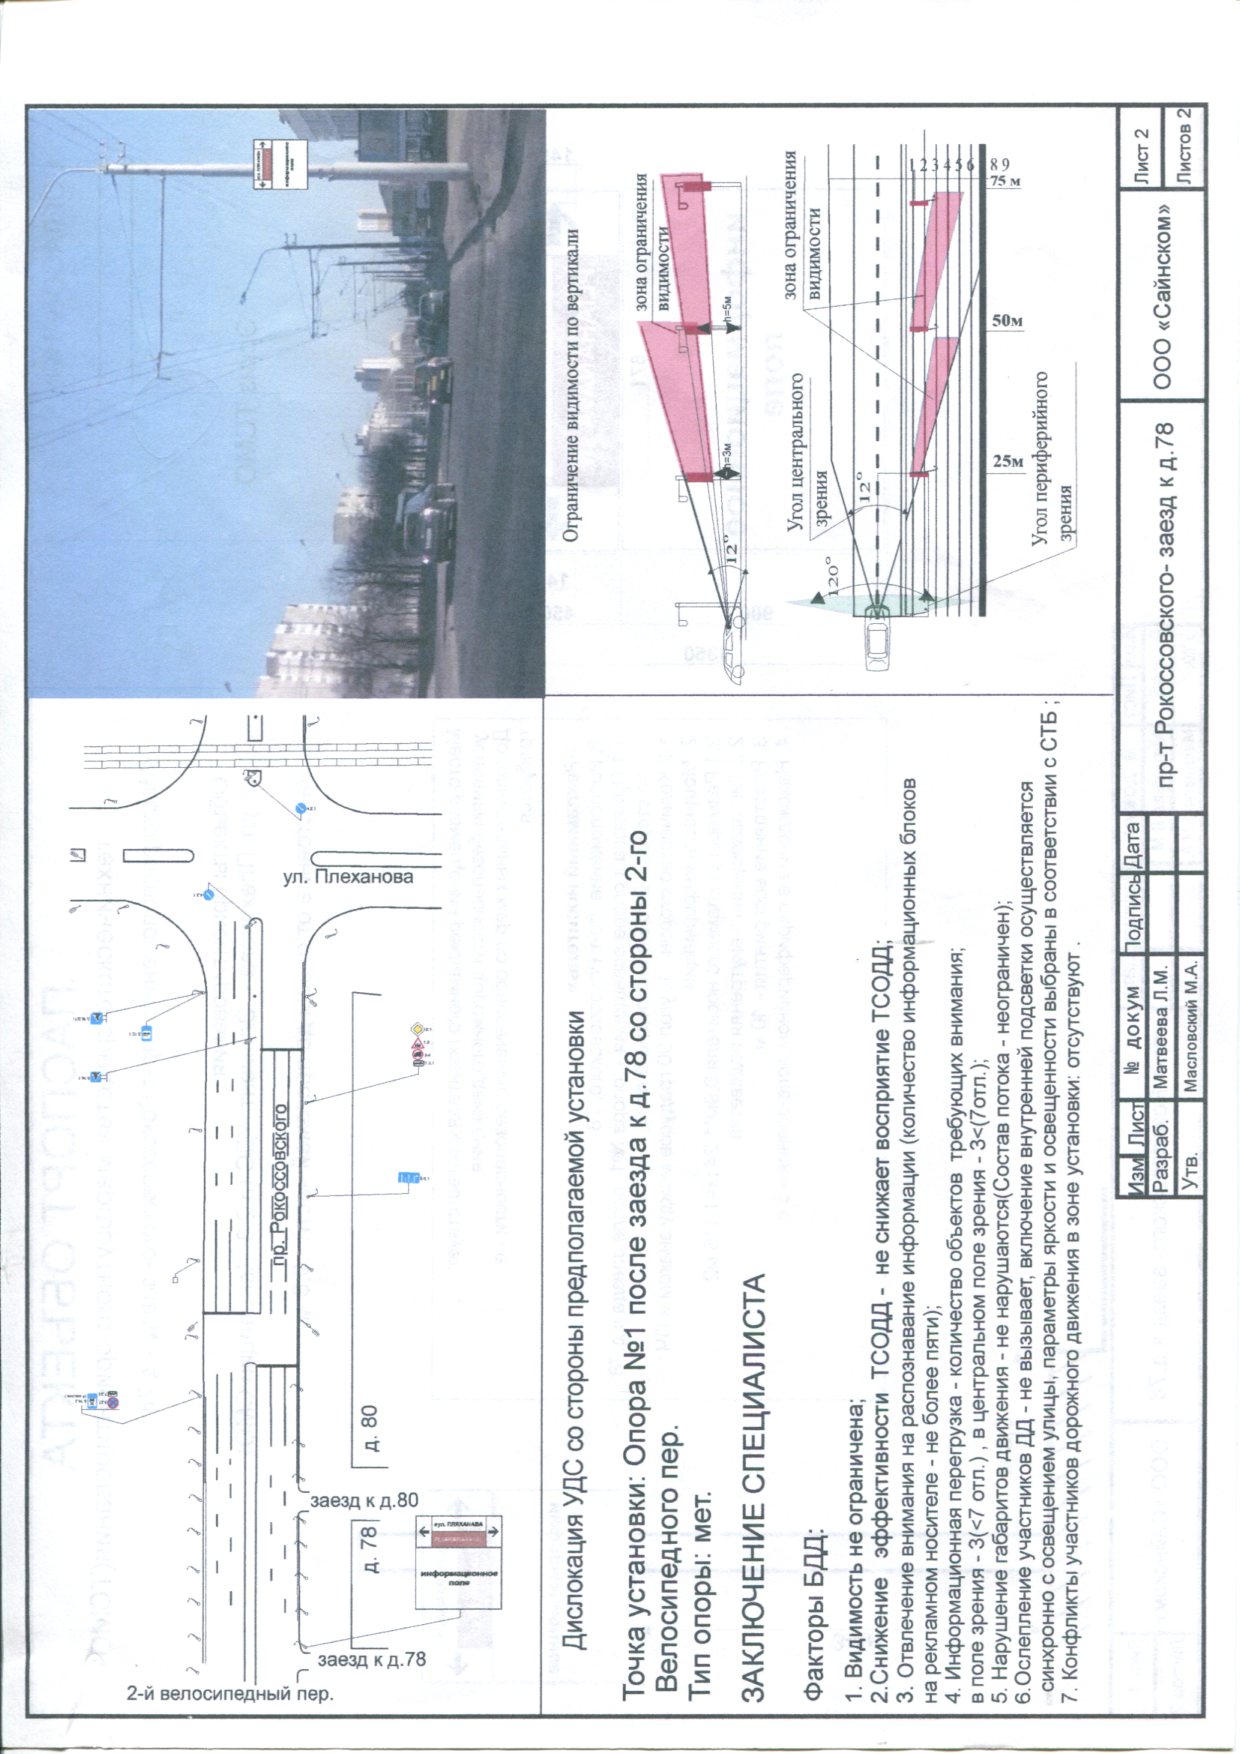 ул. Плеханова
пр. Рокоссовского
д. 80
заезд к д.80
д. 78
заезд к д.78
2-й велосипедный пер.
вул. ПЛЯХАНАВА
информационное
поле
Дислокация УДС со стороны предполагаемой установки
информационное
поле
Ограничение видимости по вертикали
зона ограничения
видимости
h=5м
h=3м
12°
зона ограничения
видимости
Угол центрального
зрения
12°
120°
1 2 3 4 5 6 8 9
75 м
50м
25м
Угол периферийного
зрения
Точка установки: Опора №1 после заезда к д.78 со стороны 2-го
Велосипедного пер.
Тип опоры: мет.
ЗАКЛЮЧЕНИЕ СПЕЦИАЛИСТА
Факторы БДД:
1. Видимость не ограничена;
2.Снижение эффективности ТСОДД - не снижает восприятие ТСОДД;
3. Отвлечение внимания на распознавание информации (количество информационных блоков
на рекламном носителе - не более пяти);
4. Информационная перегрузка - количество объектов требующих внимания;
в поле зрения - 3(<7 отл.) , в центральном поле зрения - 3<(7отл.);
5. Нарушение габаритов движения - не нарушаются(Состав потока - неограничен);
6.Ослепление участников ДД - не вызывает, включение внутренней подсветки осуществляется
синхронно с освещением улицы, параметры яркости и освещенности выбраны в соответствии с СТБ ;
7. Конфликты участников дорожного движения в зоне установки: отсутствуют .
Изм Лист № докум Подпись Дата
Разраб. Матвеева Л.М.
Утв. Масловский М.А.
пр-т Рокоссовского- заезд к д.78
ООО «Сайнском»
Лист 2
Листов 2